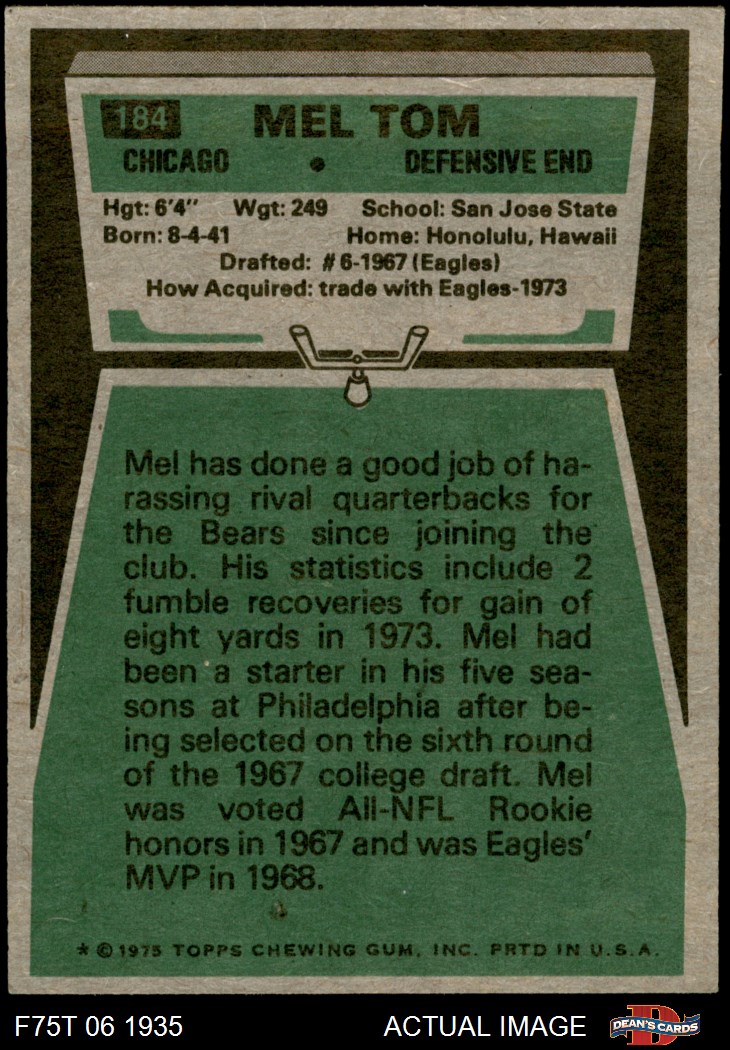 184 MEL TOM
CHICAGO • DEFENSIVE END
Hgt: 6'4" Wgt: 249 School: San Jose State
Born: 8-4-41 Home: Honolulu, Hawaii
Drafted: #6-1967 (Eagles)
How Acquired: trade with Eagles-1973
Mel has done a good job of ha-
rassing rival quarterbacks for
the Bears since joining the
club. His statistics include 2
fumble recoveries for gain of
eight yards in 1973. Mel had
been a starter in his five sea-
sons at Philadelphia after be-
ing selected on the sixth round
of the 1967 college draft. Mel
was voted All-NFL Rookie
honors in 1967 and was Eagles'
MVP in 1968.
* © 1975 TOPPS CHEWING GUM, INC. PRTD IN U.S.A.
F75T 06 1935 ACTUAL IMAGE DEAN'S CARDS